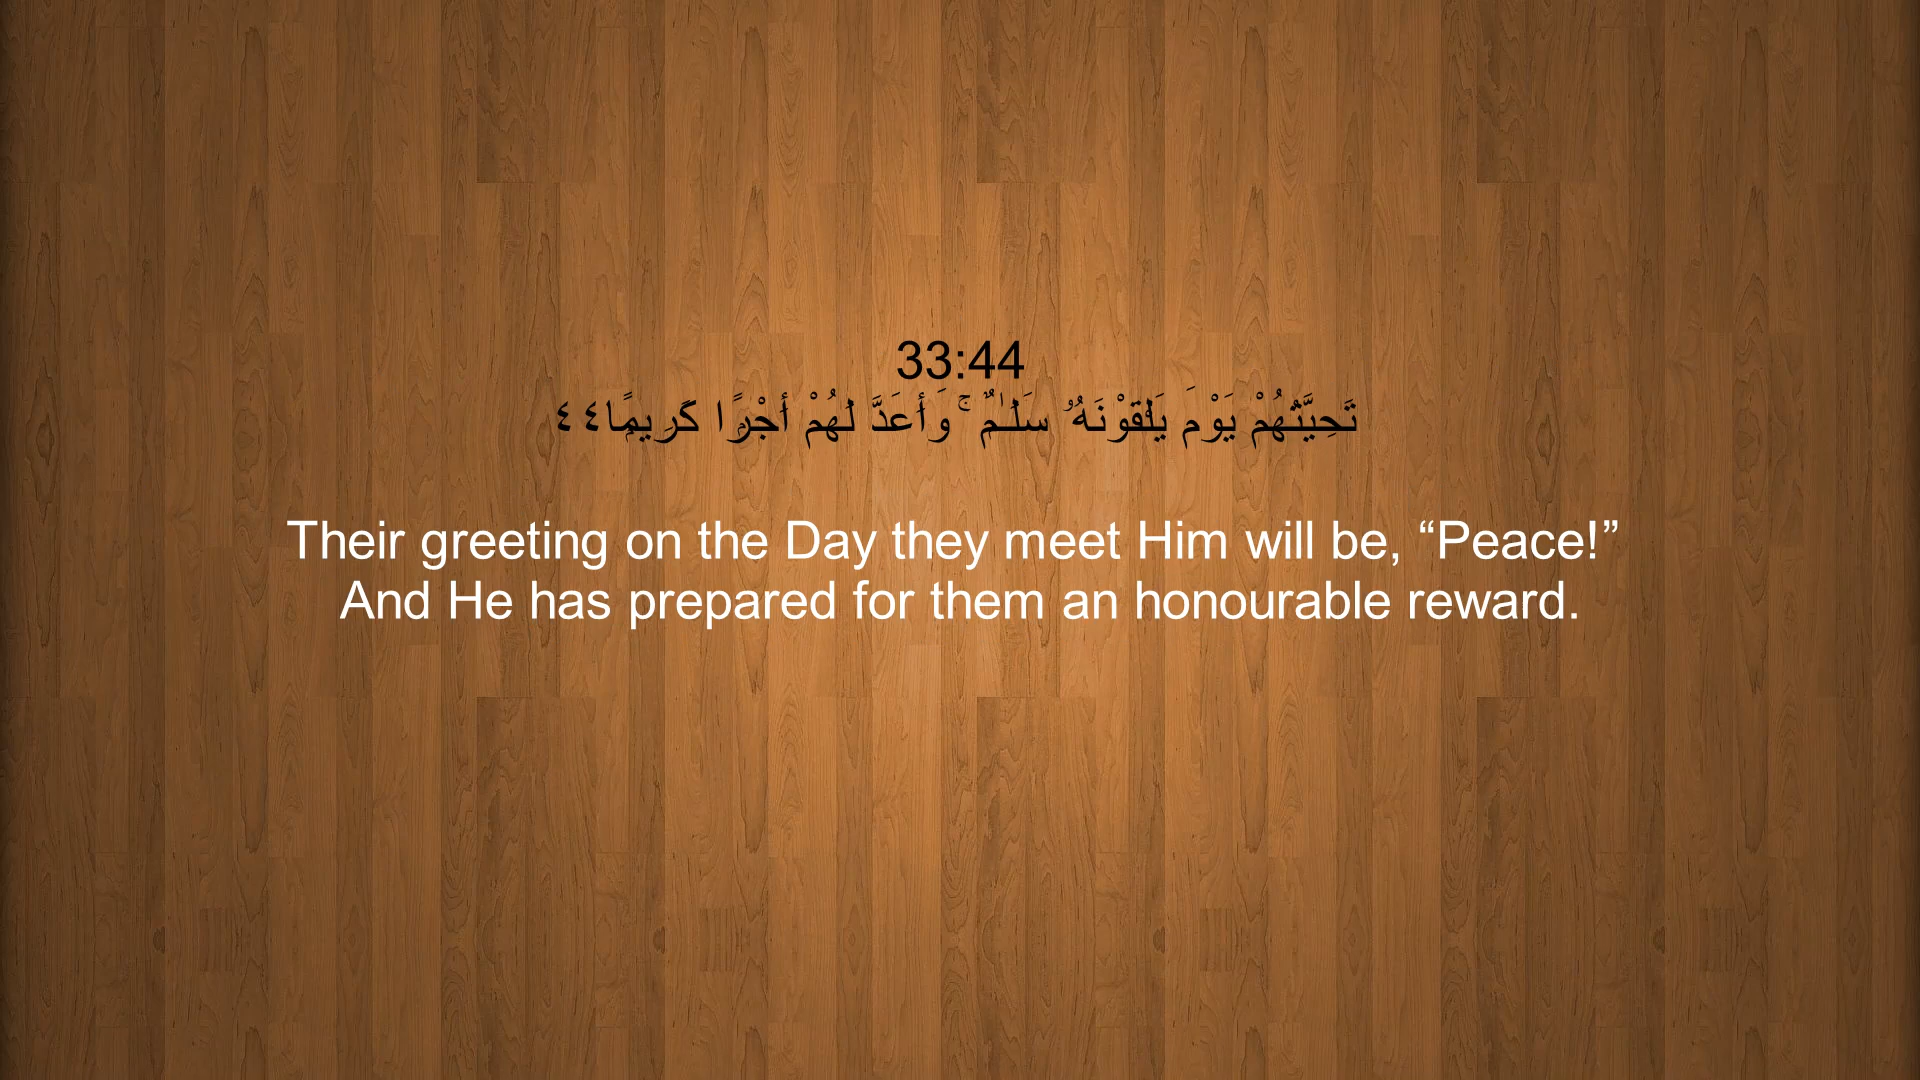 33:44
تَحِيَّتُهُمْ يَوْمَ يَلْقَوْنَهُۥ سَلَـٰمٌ ۚ وَأَعَدَّ لَهُمْ أَجْرًا كَرِيمًا ٤٤
Their greeting on the Day they meet Him will be, “Peace!”
And He has prepared for them an honourable reward.